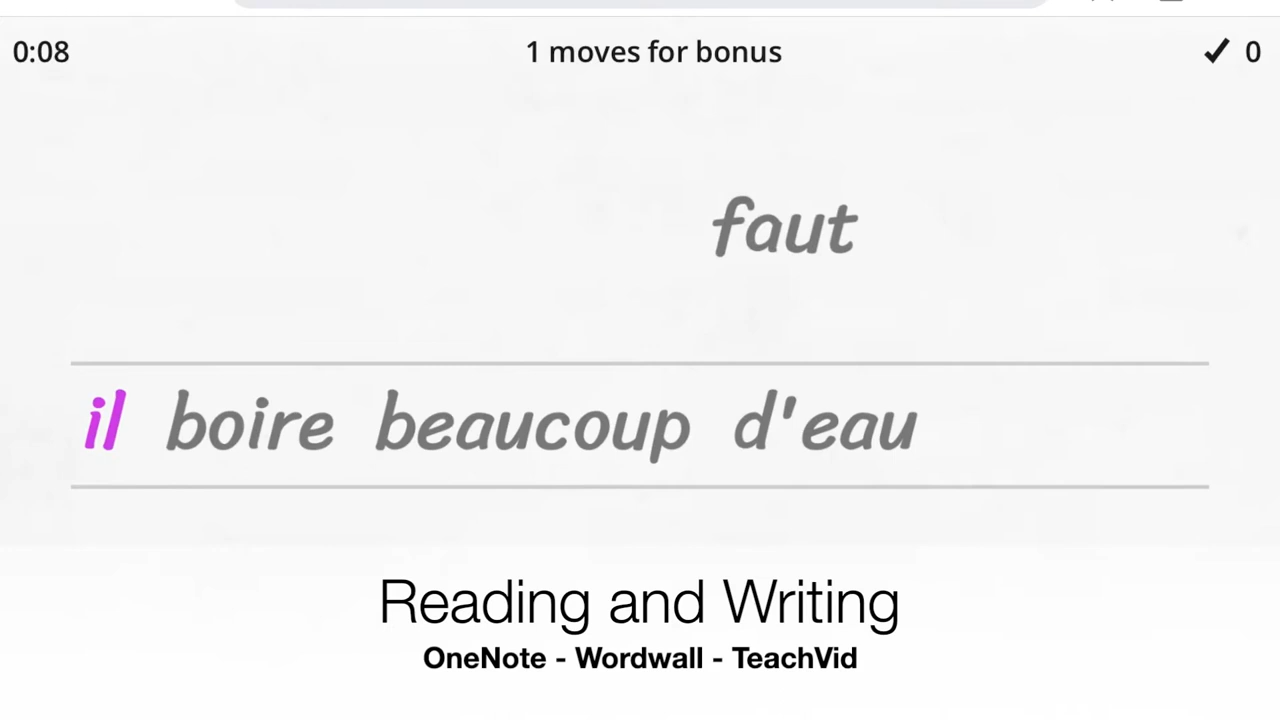 0:08 1 moves for bonus ✓ 0
faut
il boire beaucoup d'eau
Reading and Writing
OneNote - Wordwall - TeachVid